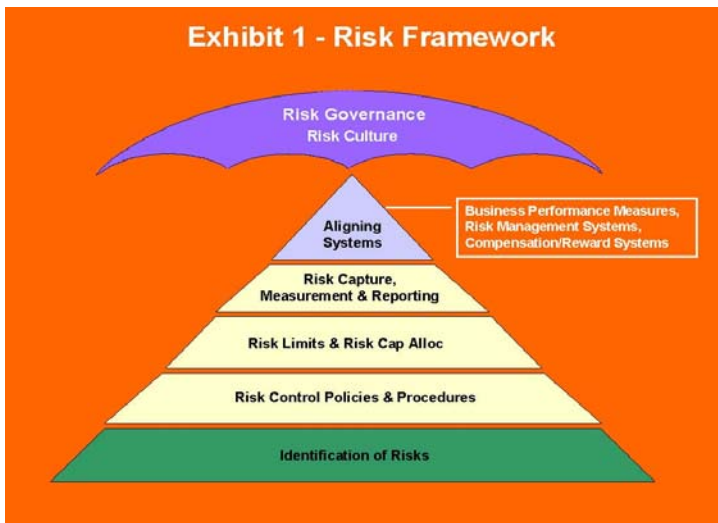 Exhibit 1 - Risk Framework
Risk Governance
Risk Culture
Aligning
Systems
Business Performance Measures,
Risk Management Systems,
Compensation/Reward Systems
Risk Capture,
Measurement & Reporting
Risk Limits & Risk Cap Alloc
Risk Control Policies & Procedures
Identification of Risks